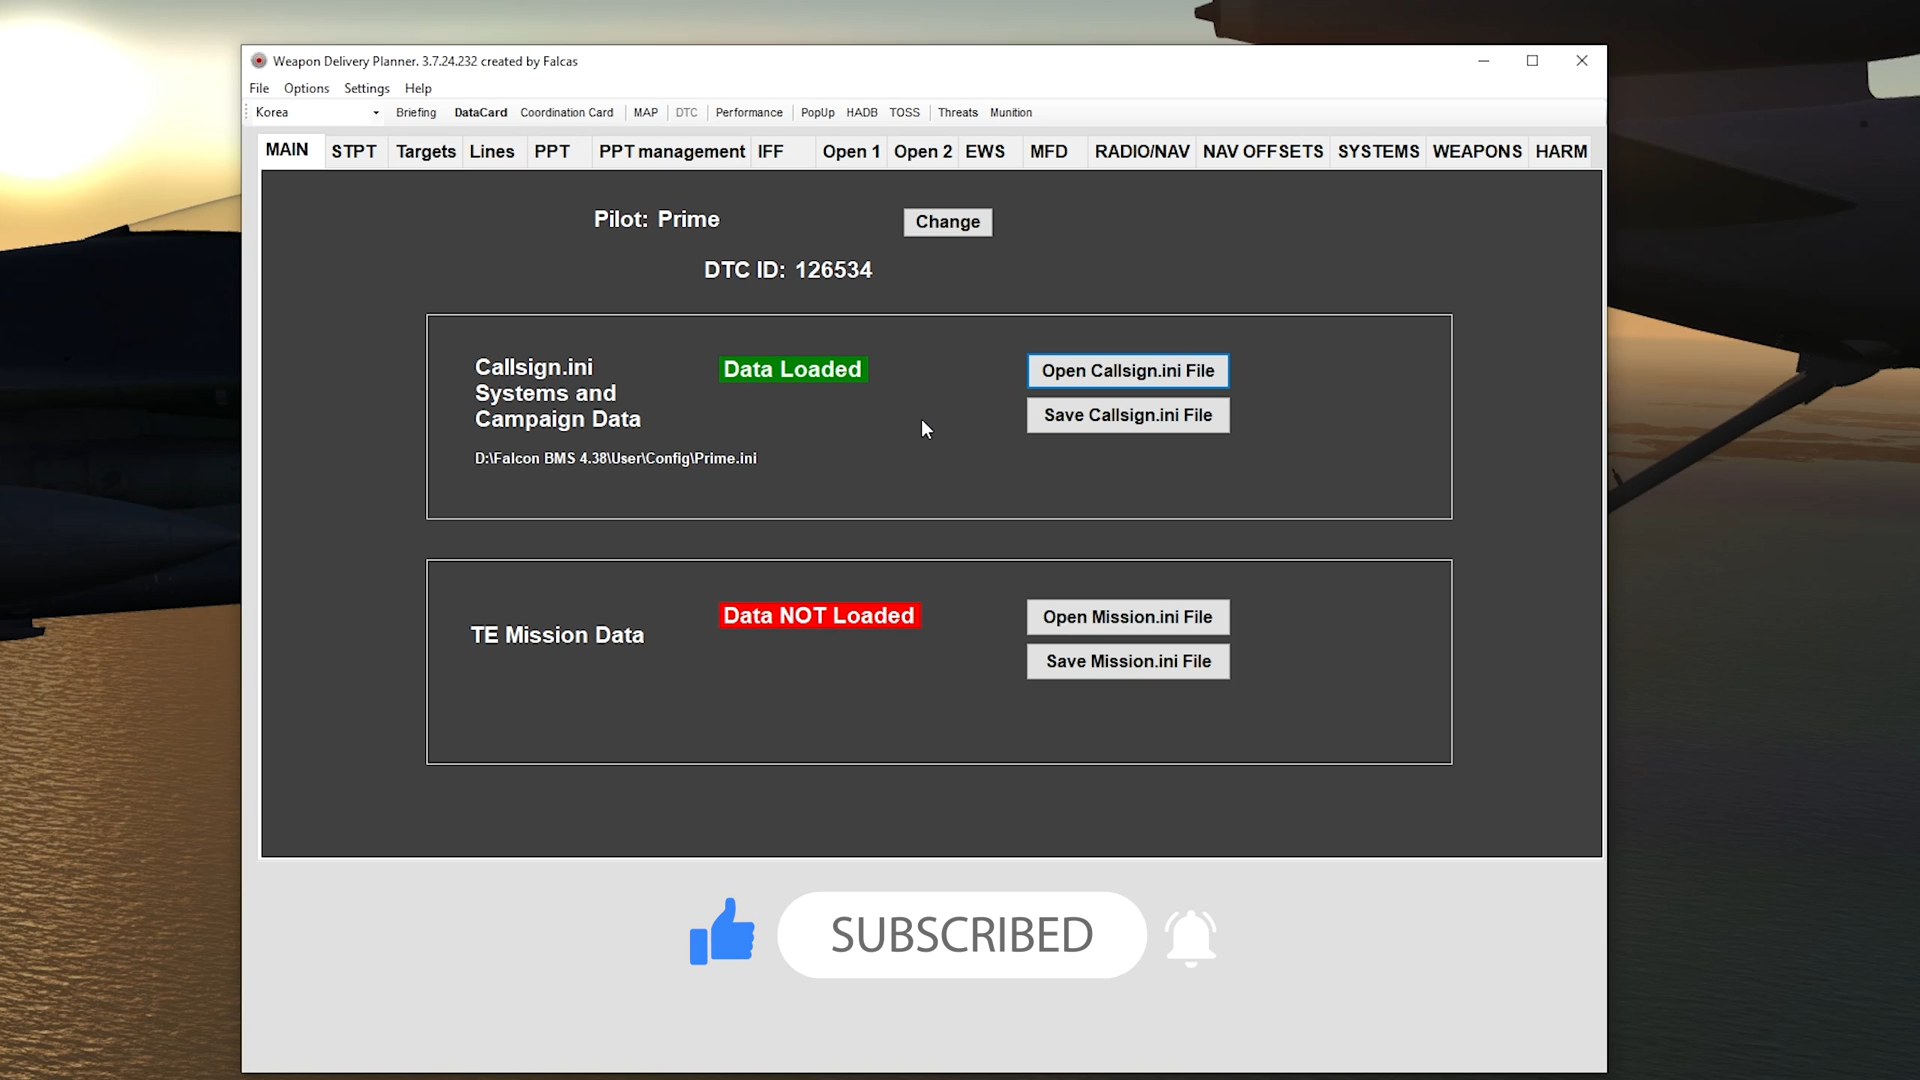 Weapon Delivery Planner. 3.7.24.232 created by Falcas
File Options Settings Help
Korea Briefing DataCard Coordination Card MAP DTC Performance PopUp HADB TOSS Threats Munition
MAIN STPT Targets Lines PPT PPT management IFF Open 1 Open 2 EWS MFD RADIO/NAV NAV OFFSETS SYSTEMS WEAPONS HARM
Pilot: Prime Change
DTC ID: 126534
Callsign.ini
Systems and
Campaign Data
Data Loaded
Open Callsign.ini File
Save Callsign.ini File
D:\Falcon BMS 4.38\User\Config\Prime.ini
TE Mission Data
Data NOT Loaded
Open Mission.ini File
Save Mission.ini File
SUBSCRIBED